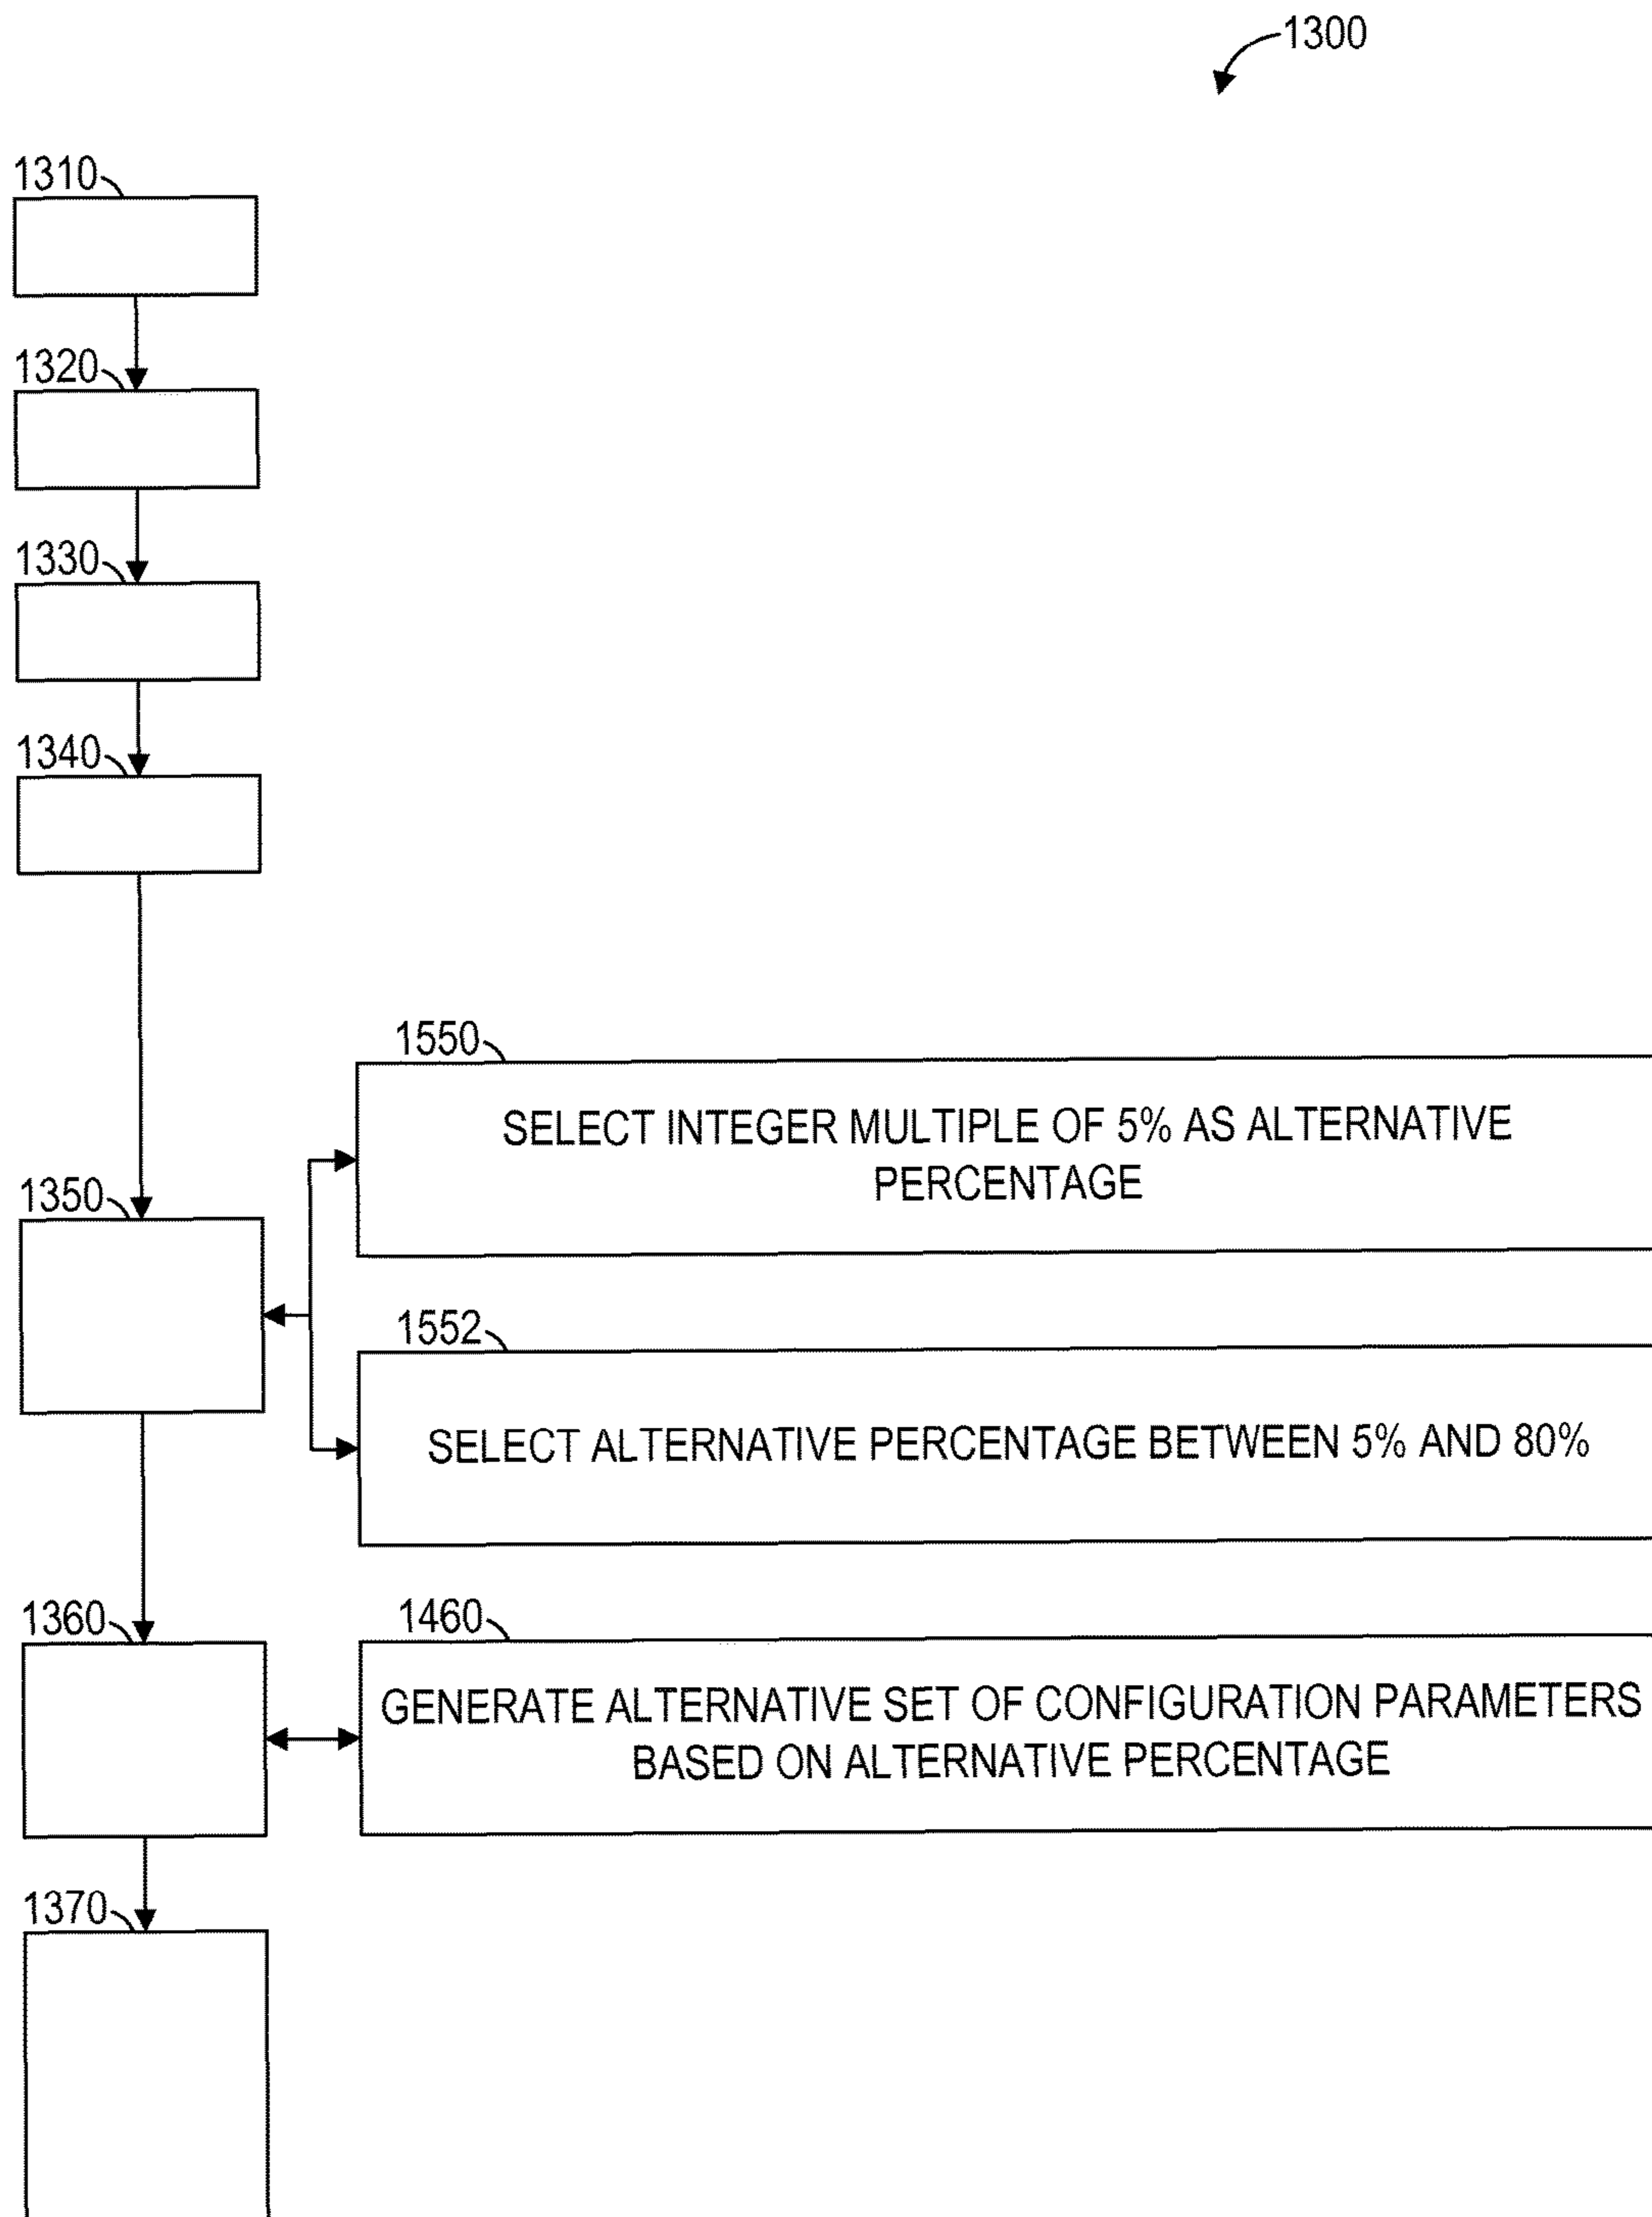 1300
1310
1320
1330
1340
1550
SELECT INTEGER MULTIPLE OF 5% AS ALTERNATIVE
PERCENTAGE
1350
1552
SELECT ALTERNATIVE PERCENTAGE BETWEEN 5% AND 80%
1360
1460
GENERATE ALTERNATIVE SET OF CONFIGURATION PARAMETERS
BASED ON ALTERNATIVE PERCENTAGE
1370